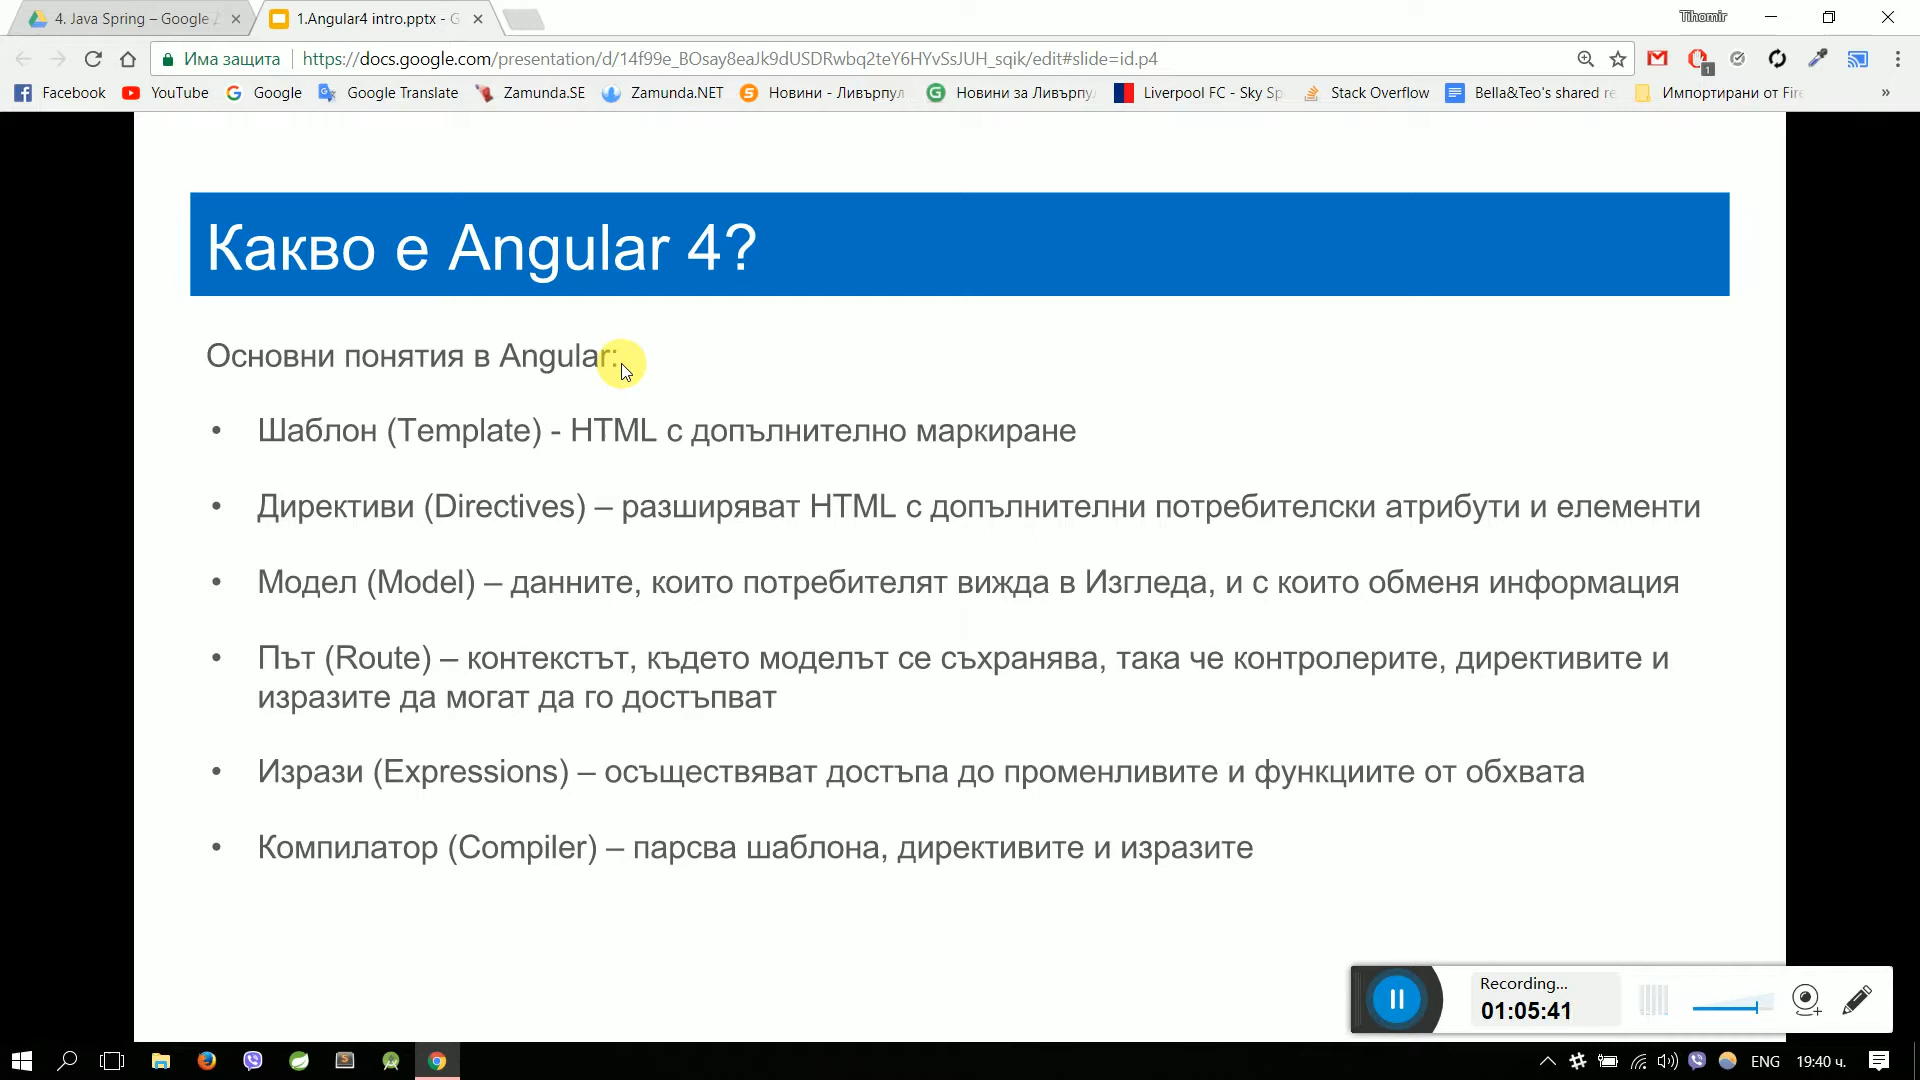 4. Java Spring – Google
1.Angular4 intro.pptx - G
Tihomir
Има защита
https://docs.google.com/presentation/d/14f99e_BOsay8eaJk9dUSDRwbq2teY6HYvSsJUH_sqik/edit#slide=id.p4
1
Facebook
YouTube
Google
Google Translate
Zamunda.SE
Zamunda.NET
Новини - Ливърпул
Новини за Ливърпу
Liverpool FC - Sky Sp
Stack Overflow
Bella&Teo's shared re
Импортирани от Fire
Какво е Angular 4?
Основни понятия в Angular:
• Шаблон (Template) - HTML с допълнително маркиране
• Директиви (Directives) – разширяват HTML с допълнителни потребителски атрибути и елементи
• Модел (Model) – данните, които потребителят вижда в Изгледа, и с които обменя информация
• Път (Route) – контекстът, където моделът се съхранява, така че контролерите, директивите и
изразите да могат да го достъпват
• Изрази (Expressions) – осъществяват достъпа до променливите и функциите от обхвата
• Компилатор (Compiler) – парсва шаблона, директивите и изразите
Recording...
01:05:41
ENG
19:40 ч.